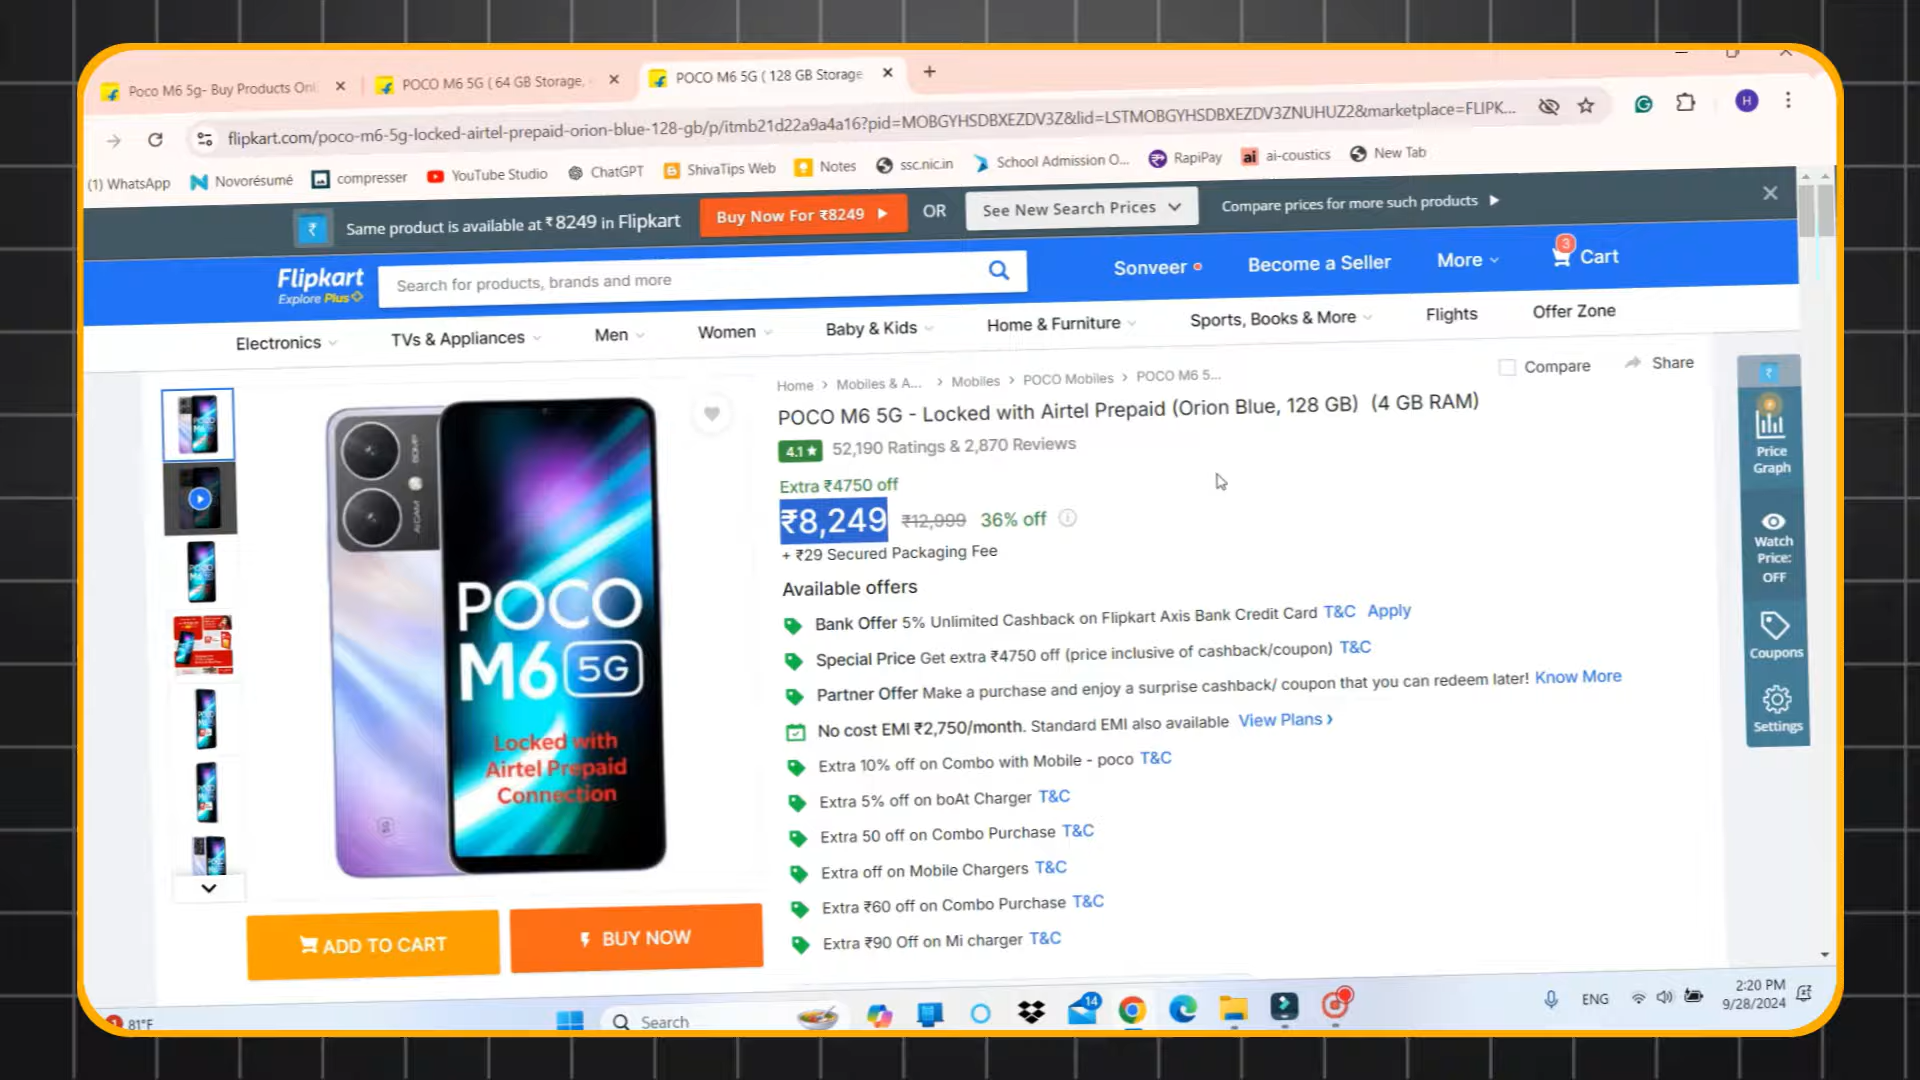 Poco M6 5g- Buy Products Onl
POCO M6 5G ( 64 GB Storage,
POCO M6 5G ( 128 GB Storage
flipkart.com/poco-m6-5g-locked-airtel-prepaid-orion-blue-128-gb/p/itmb21d22a9a4a16?pid=MOBGYHSDBXEZDV3Z&lid=LSTMOBGYHSDBXEZDV3ZNUHUZ2&marketplace=FLIPK...
H
(1) WhatsApp
Novorésumé
compresser
YouTube Studio
ChatGPT
ShivaTips Web
Notes
ssc.nic.in
School Admission O...
RapiPay
ai ai-coustics
New Tab
₹ Same product is available at ₹8249 in Flipkart
Buy Now For ₹8249
OR
See New Search Prices
Compare prices for more such products
Flipkart
Explore Plus
Search for products, brands and more
Sonveer
Become a Seller
More
3
Cart
Electronics
TVs & Appliances
Men
Women
Baby & Kids
Home & Furniture
Sports, Books & More
Flights
Offer Zone
Home > Mobiles & A... > Mobiles > POCO Mobiles > POCO M6 5...
Compare
Share
POCO M6 5G - Locked with Airtel Prepaid (Orion Blue, 128 GB) (4 GB RAM)
4.1★ 52,190 Ratings & 2,870 Reviews
Extra ₹4750 off
₹8,249 ₹12,999 36% off
+ ₹29 Secured Packaging Fee
Available offers
Bank Offer 5% Unlimited Cashback on Flipkart Axis Bank Credit Card T&C Apply
Special Price Get extra ₹4750 off (price inclusive of cashback/coupon) T&C
Partner Offer Make a purchase and enjoy a surprise cashback/ coupon that you can redeem later! Know More
No cost EMI ₹2,750/month. Standard EMI also available View Plans >
Extra 10% off on Combo with Mobile - poco T&C
Extra 5% off on boAt Charger T&C
Extra 50 off on Combo Purchase T&C
Extra off on Mobile Chargers T&C
Extra ₹60 off on Combo Purchase T&C
Extra ₹90 Off on Mi charger T&C
POCO
M6 5G
Locked with
Airtel Prepaid
Connection
ADD TO CART
BUY NOW
₹
Price
Graph
Watch
Price:
OFF
Coupons
Settings
81°F
Search
14
ENG
2:20 PM
9/28/2024